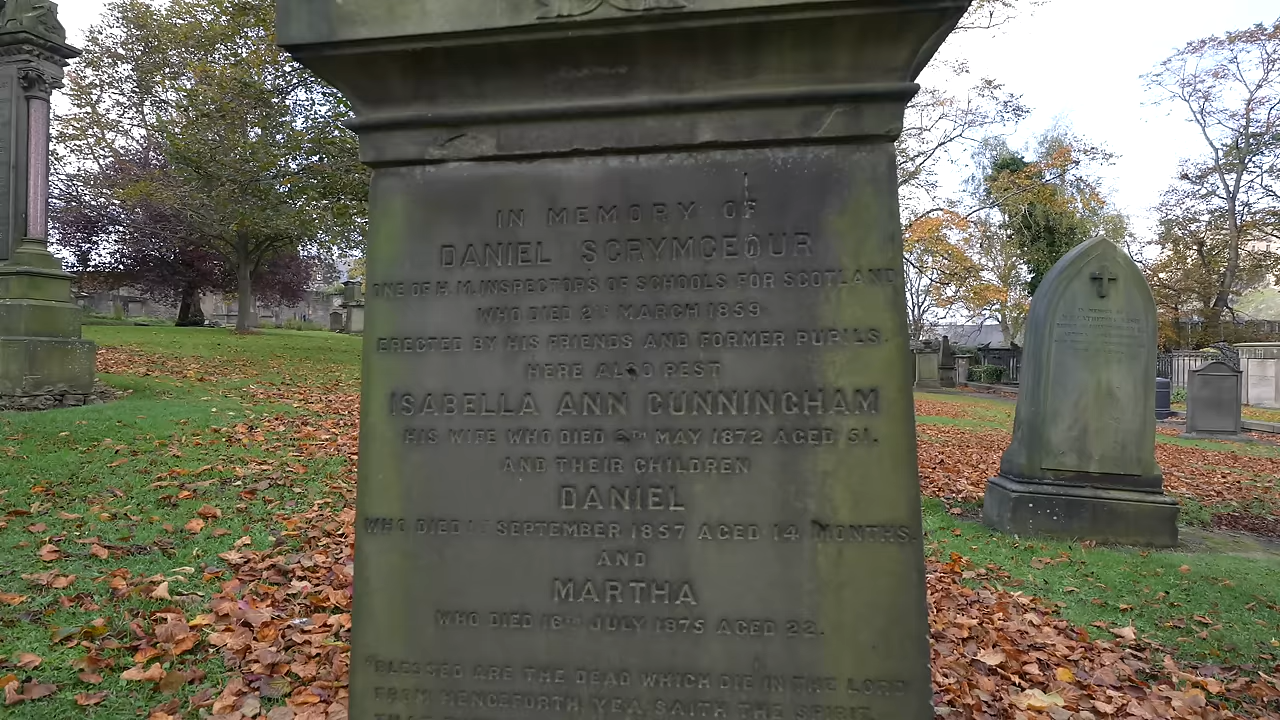 IN MEMORY OF
DANIEL SCRYMGEOUR
ONE OF H. M. INSPECTORS OF SCHOOLS FOR SCOTLAND
WHO DIED 2ND MARCH 1859
ERECTED BY HIS FRIENDS AND FORMER PUPILS.
HERE ALSO REST
ISABELLA ANN CUNNINGHAM
HIS WIFE WHO DIED MAY 1872 AGED 51.
AND THEIR CHILDREN
DANIEL
WHO DIED SEPTEMBER 1857 AGED 14 MONTHS.
AND
MARTHA
WHO DIED 16TH JULY 1875 AGED 22.
"BLESSED ARE THE DEAD WHICH DIE IN THE LORD
FROM HENCEFORTH YEA, SAITH THE SPIRIT,
THAT